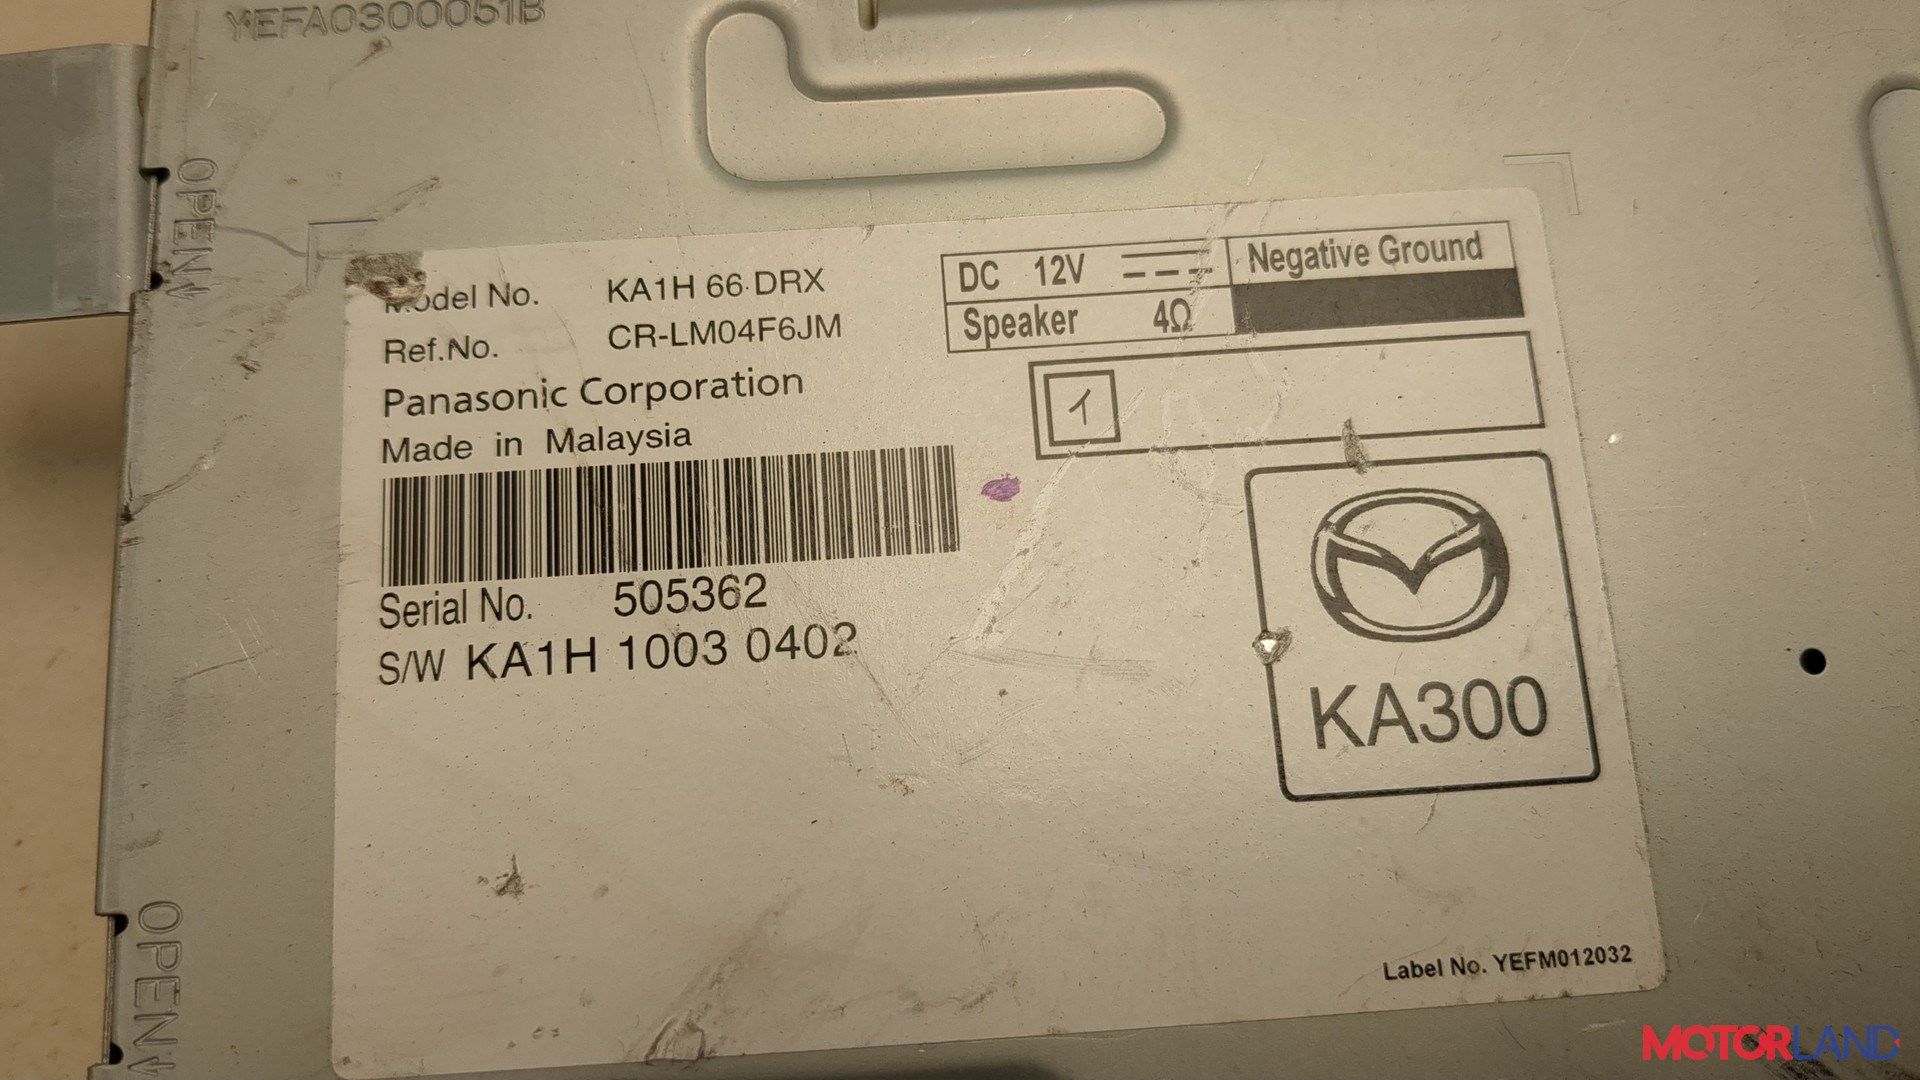 YEFA0300051B
OPEN
Model No. KA1H 66 DRX
Ref.No. CR-LM04F6JM
Panasonic Corporation
Made in Malaysia
Serial No. 505362
S/W KA1H 1003 0402
DC 12V Negative Ground
Speaker 4Ω
イ
KA300
Label No. YEFM012032
OPEN
MOTORLAND